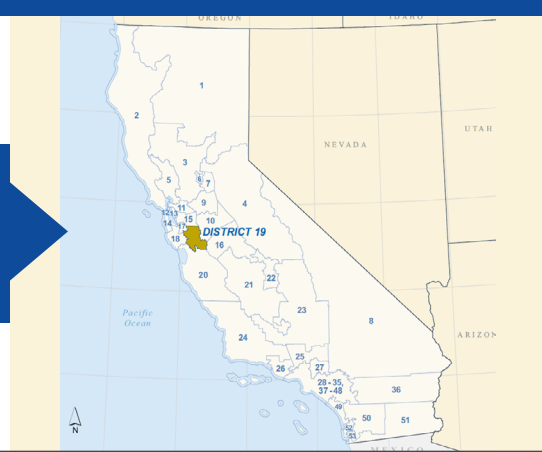 OREGON
IDAHO
1
2
UTAH
NEVADA
3
5
6
7
4
9
11
12
13
15
10
14
17
DISTRICT 19
18
16
20
22
21
23
Pacific
Ocean
8
24
ARIZON
25
26
27
28 - 35,
37 - 48
36
49
50
51
52
53
N
MEXICO